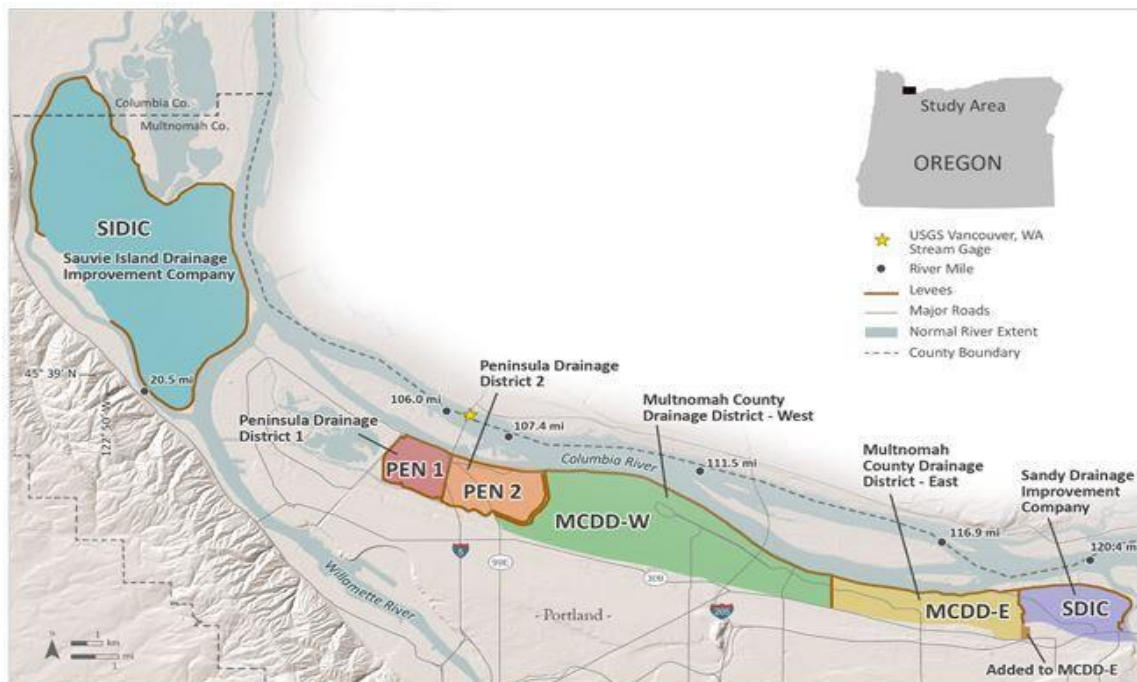 Columbia Co.
Multnomah Co.
SIDIC
Sauvie Island Drainage
Improvement Company
Study Area
OREGON
USGS Vancouver, WA
Stream Gage
River Mile
Levees
Major Roads
Normal River Extent
County Boundary
45° 39' N
122° 50' W
20.5 mi
Peninsula Drainage
District 1
Peninsula Drainage
District 2
106.0 mi
107.4 mi
Multnomah County
Drainage District - West
Columbia River
111.5 mi
Multnomah
County Drainage
District - East
Sandy Drainage
Improvement
Company
116.9 mi
120.4 m
PEN 1
PEN 2
MCDD-W
MCDD-E
SDIC
Willamette River
5
99E
30B
205
- Portland -
Added to MCDD-E
N
1
km
mi
1